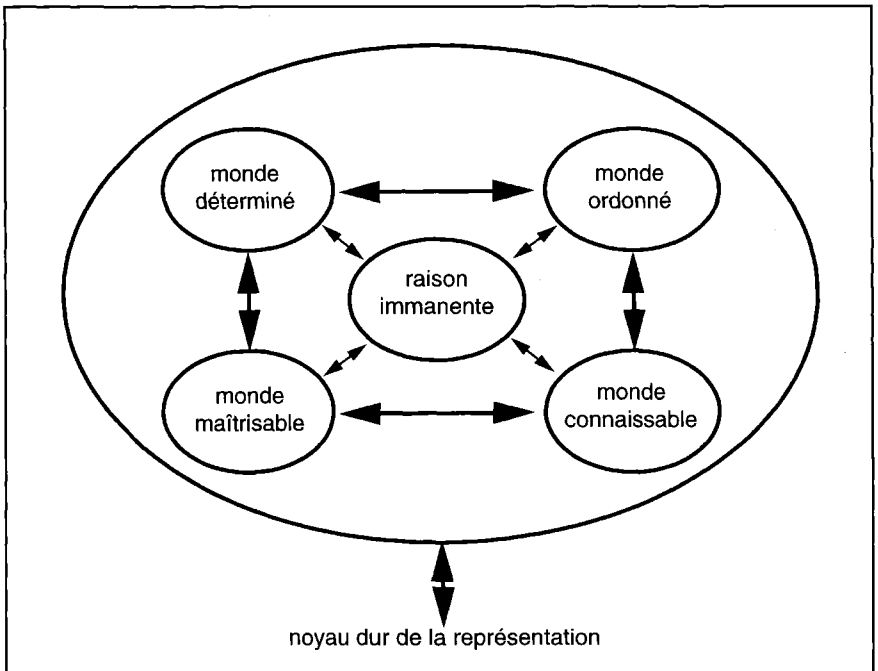 monde
déterminé
monde
ordonné
raison
immanente
monde
maîtrisable
monde
connaissable
noyau dur de la représentation